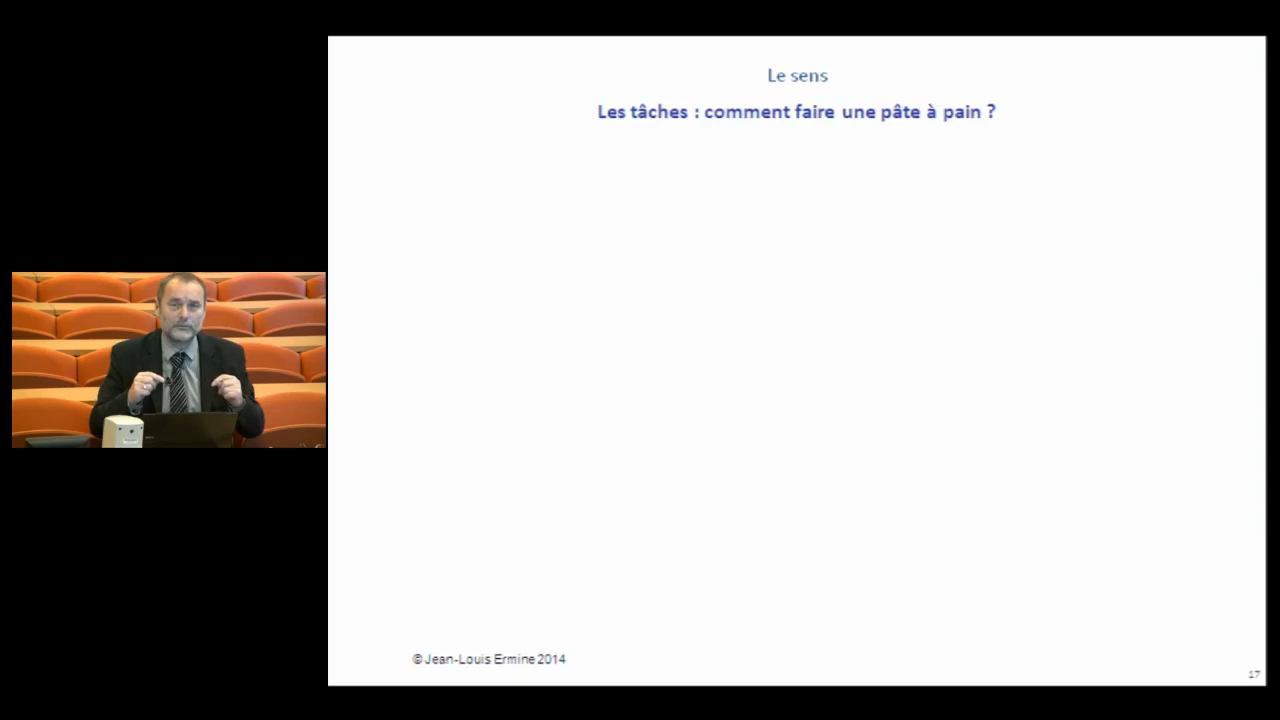 Le sens
Les tâches : comment faire une pâte à pain ?
© Jean-Louis Ermine 2014
17